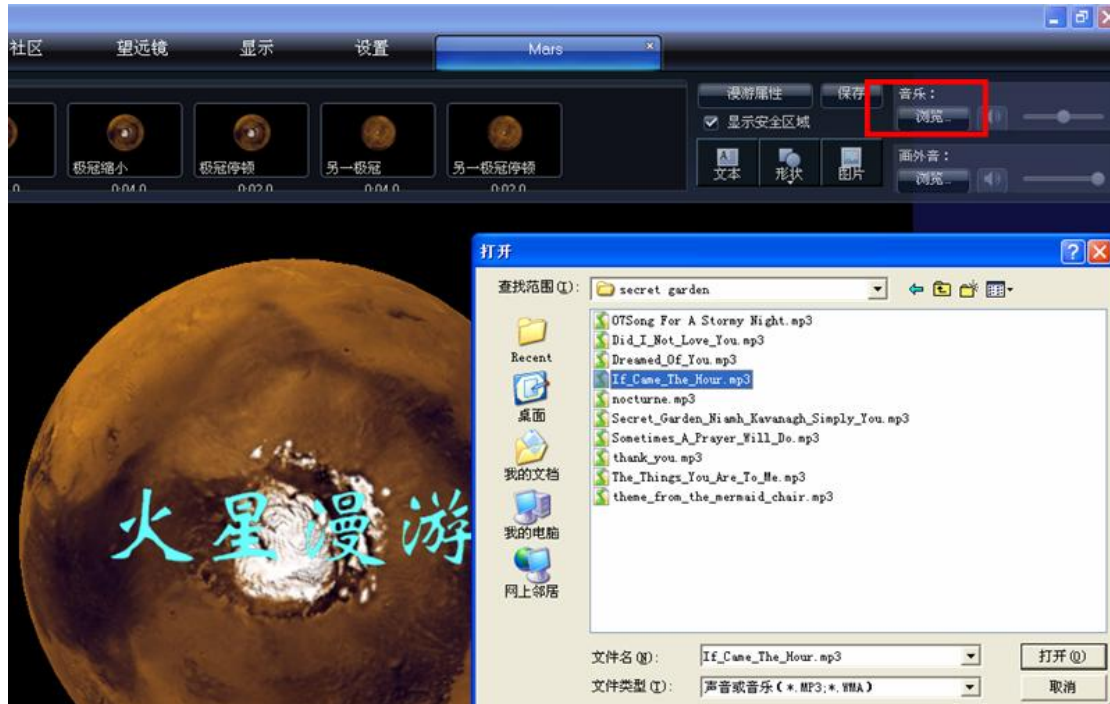 社区 望远镜 显示 设置 Mars
漫游属性 保存 音乐：
显示安全区域 浏览…
极冠缩小 极冠停顿 另一极冠 另一极冠停顿
文本 形状 图片 画外音：
浏览…
0:04.0 0:02.0 0:04.0 0:02.0
打开
查找范围(I): secret garden
07Song For A Stormy Night.mp3
Did_I_Not_Love_You.mp3
Recent
Dreamed_Of_You.mp3
If_Came_The_Hour.mp3
nocturne.mp3
桌面
Secret_Garden_Niamh_Kavanagh_Simply_You.mp3
Sometimes_A_Prayer_Will_Do.mp3
thank_you.mp3
我的文档
The_Things_You_Are_To_Me.mp3
theme_from_the_mermaid_chair.mp3
我的电脑
网上邻居
火星漫游
文件名(N): If_Came_The_Hour.mp3 打开(O)
文件类型(T): 声音或音乐(*.MP3;*.WMA) 取消